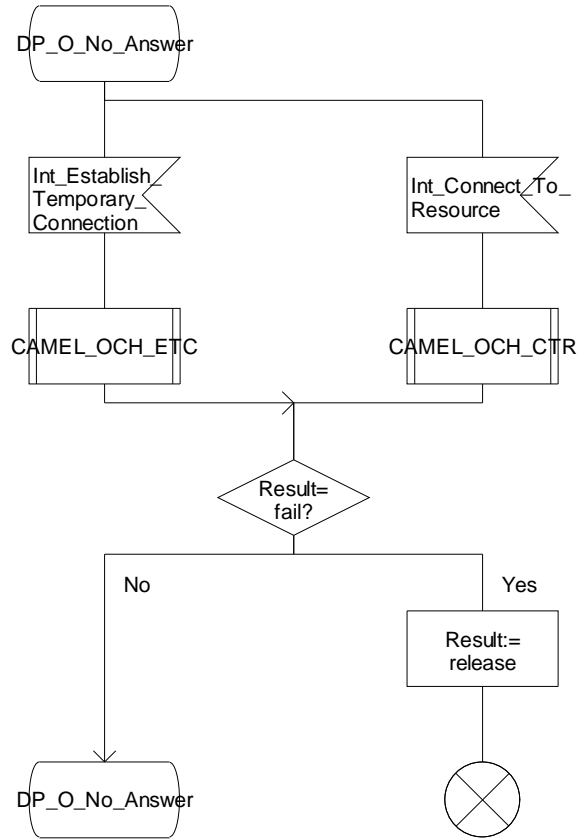 DP_O_No_Answer
Int_Establish_
Temporary_
Connection
Int_Connect_To_
Resource
CAMEL_OCH_ETC
CAMEL_OCH_CTR
Result=
fail?
No
Yes
Result:=
release
DP_O_No_Answer